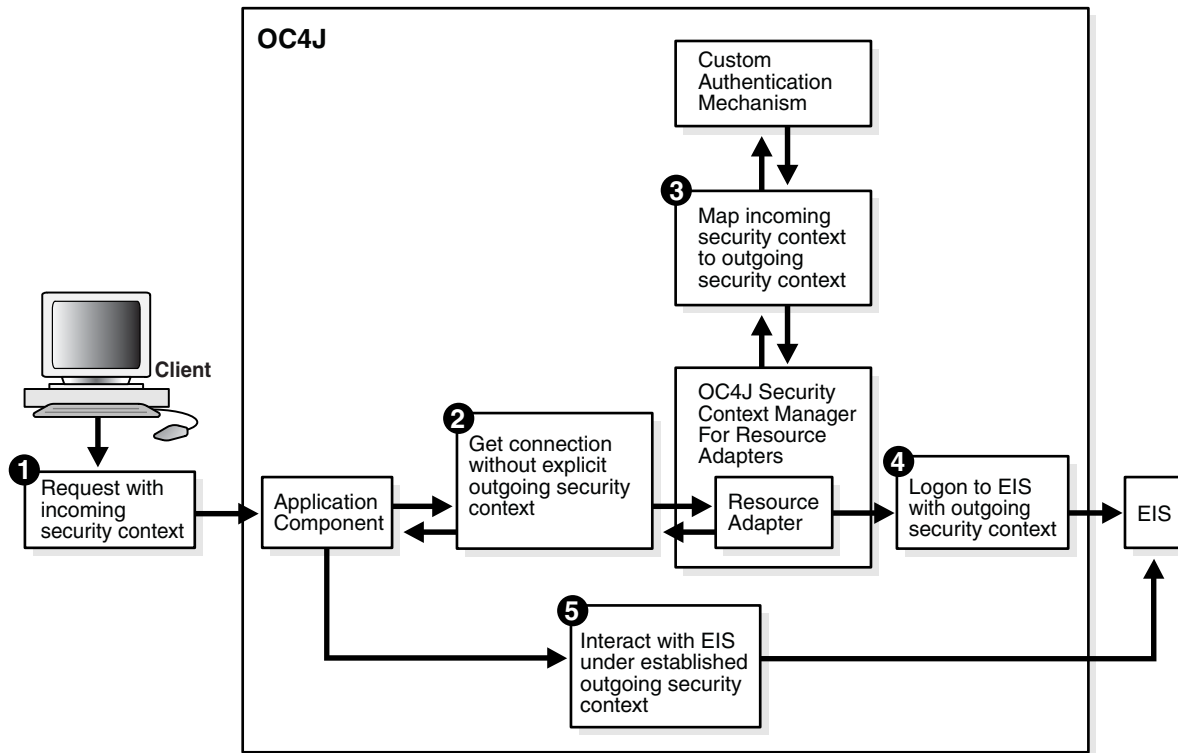 OC4J
Custom
Authentication
Mechanism
3
Map incoming
security context
to outgoing
security context
Client
OC4J Security
Context Manager
For Resource
Adapters
2
Get connection
without explicit
outgoing security
context
1
Request with
incoming
security context
Application
Component
Resource
Adapter
4
Logon to EIS
with outgoing
security context
EIS
5
Interact with EIS
under established
outgoing security
context